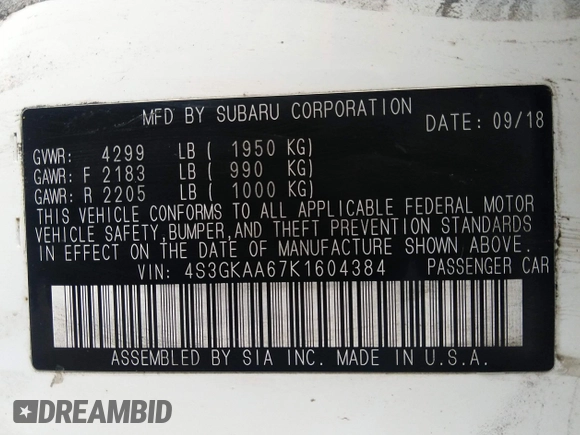 MFD BY SUBARU CORPORATION
DATE: 09/18
GVWR: 4299 LB ( 1950 KG)
GAWR: F 2183 LB ( 990 KG)
GAWR: R 2205 LB ( 1000 KG)
THIS VEHICLE CONFORMS TO ALL APPLICABLE FEDERAL MOTOR
VEHICLE SAFETY, BUMPER, AND THEFT PREVENTION STANDARDS
IN EFFECT ON THE DATE OF MANUFACTURE SHOWN ABOVE.
VIN: 4S3GKAA67K1604384 PASSENGER CAR
ASSEMBLED BY SIA INC. MADE IN U.S.A.
DREAMBID